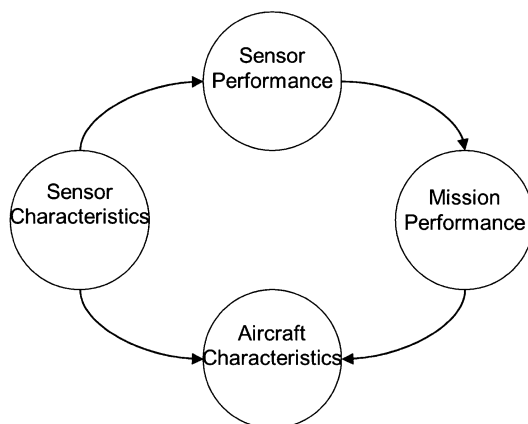 Sensor
Performance
Sensor
Characteristics
Mission
Performance
Aircraft
Characteristics